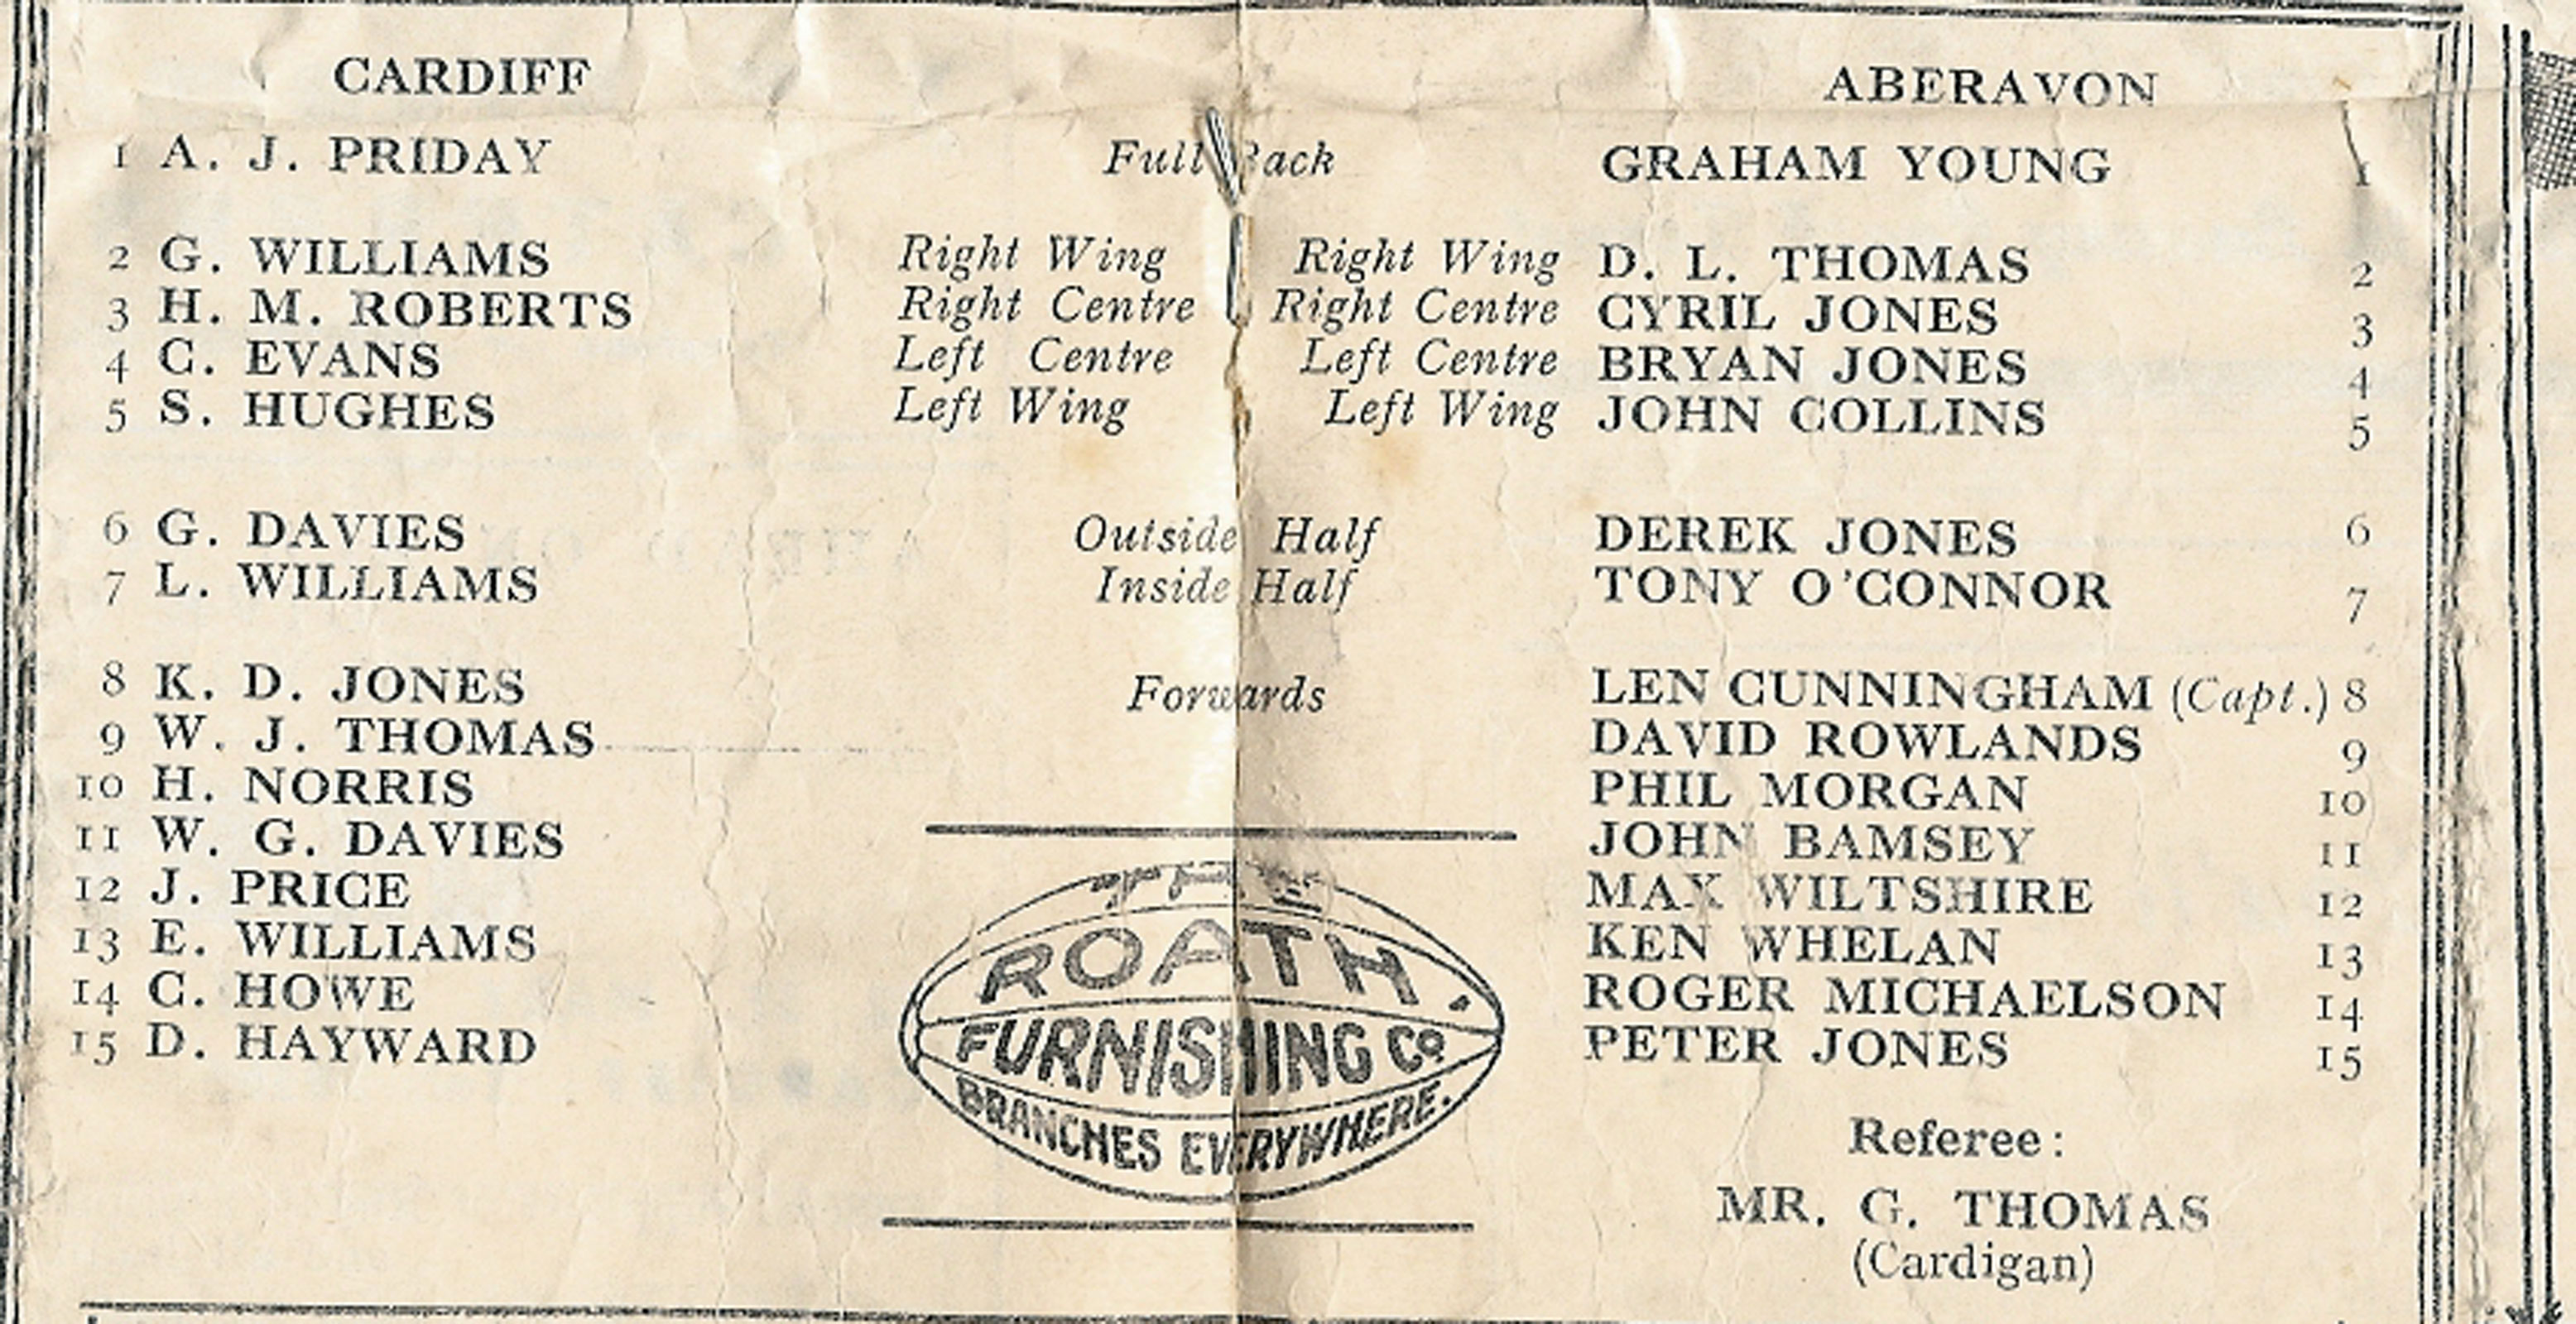 CARDIFF ABERAVON
1 A. J. PRIDAY Full Back GRAHAM YOUNG 1
2 G. WILLIAMS Right Wing Right Wing D. L. THOMAS 2
3 H. M. ROBERTS Right Centre Right Centre CYRIL JONES 3
4 C. EVANS Left Centre Left Centre BRYAN JONES 4
5 S. HUGHES Left Wing Left Wing JOHN COLLINS 5
6 G. DAVIES Outside Half DEREK JONES 6
7 L. WILLIAMS Inside Half TONY O'CONNOR 7
8 K. D. JONES Forwards LEN CUNNINGHAM (Capt.) 8
9 W. J. THOMAS DAVID ROWLANDS 9
10 H. NORRIS PHIL MORGAN 10
11 W. G. DAVIES JOHN BAMSEY 11
12 J. PRICE MAX WILTSHIRE 12
13 E. WILLIAMS KEN WHELAN 13
14 C. HOWE ROGER MICHAELSON 14
15 D. HAYWARD PETER JONES 15
THE
ROATH
FURNISHING CO
BRANCHES EVERYWHERE.
Referee:
MR. G. THOMAS
(Cardigan)